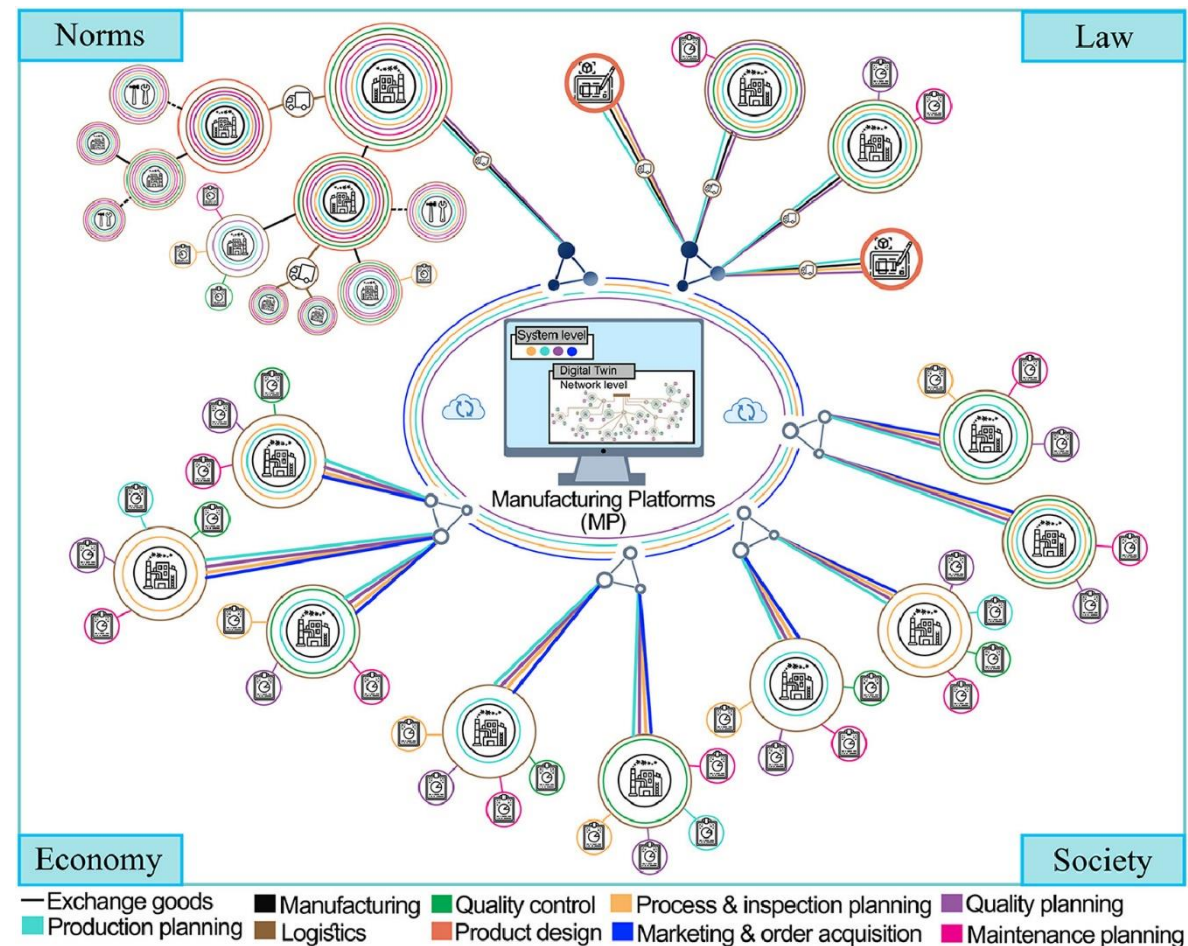 Norms
Law
System level
Digital Twin
Network level
Manufacturing Platforms
(MP)
Economy
Society
Exchange goods
Manufacturing
Quality control
Process & inspection planning
Quality planning
Production planning
Logistics
Product design
Marketing & order acquisition
Maintenance planning